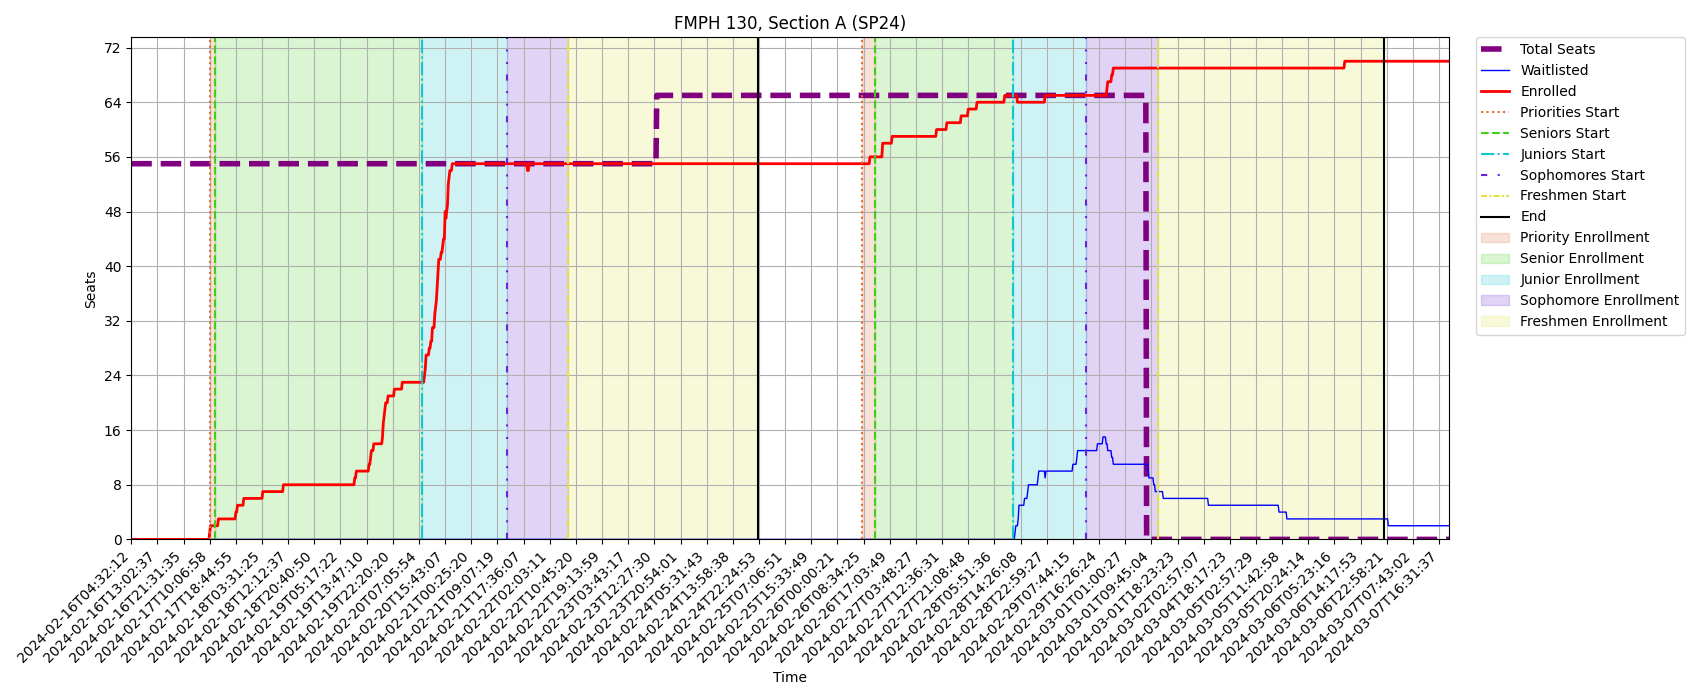 FMPH 130, Section A (SP24)
Seats
72
64
56
48
40
32
24
16
8
0
2024-02-16T04:32:12
2024-02-16T13:02:37
2024-02-16T21:31:35
2024-02-17T10:06:58
2024-02-17T18:44:55
2024-02-18T03:31:25
2024-02-18T12:12:37
2024-02-18T20:40:50
2024-02-19T05:17:22
2024-02-19T13:47:10
2024-02-19T22:20:20
2024-02-20T07:05:54
2024-02-20T15:43:07
2024-02-21T00:25:20
2024-02-21T09:07:19
2024-02-21T17:36:07
2024-02-22T02:03:11
2024-02-22T10:45:20
2024-02-22T19:13:59
2024-02-23T03:43:17
2024-02-23T12:27:30
2024-02-23T20:54:01
2024-02-24T05:31:43
2024-02-24T13:58:38
2024-02-24T22:24:53
2024-02-25T07:06:51
2024-02-25T15:33:49
2024-02-26T00:00:21
2024-02-26T08:34:25
2024-02-26T17:03:49
2024-02-27T03:48:27
2024-02-27T12:36:31
2024-02-27T21:08:48
2024-02-28T05:51:36
2024-02-28T14:26:08
2024-02-28T22:59:27
2024-02-29T07:44:15
2024-02-29T16:26:24
2024-03-01T01:00:27
2024-03-01T09:45:04
2024-03-01T18:23:23
2024-03-02T02:57:07
2024-03-04T18:17:23
2024-03-05T02:57:29
2024-03-05T11:42:58
2024-03-05T20:24:14
2024-03-06T05:23:16
2024-03-06T14:17:53
2024-03-06T22:58:21
2024-03-07T07:43:02
2024-03-07T16:31:37
Time
Total Seats
Waitlisted
Enrolled
Priorities Start
Seniors Start
Juniors Start
Sophomores Start
Freshmen Start
End
Priority Enrollment
Senior Enrollment
Junior Enrollment
Sophomore Enrollment
Freshmen Enrollment